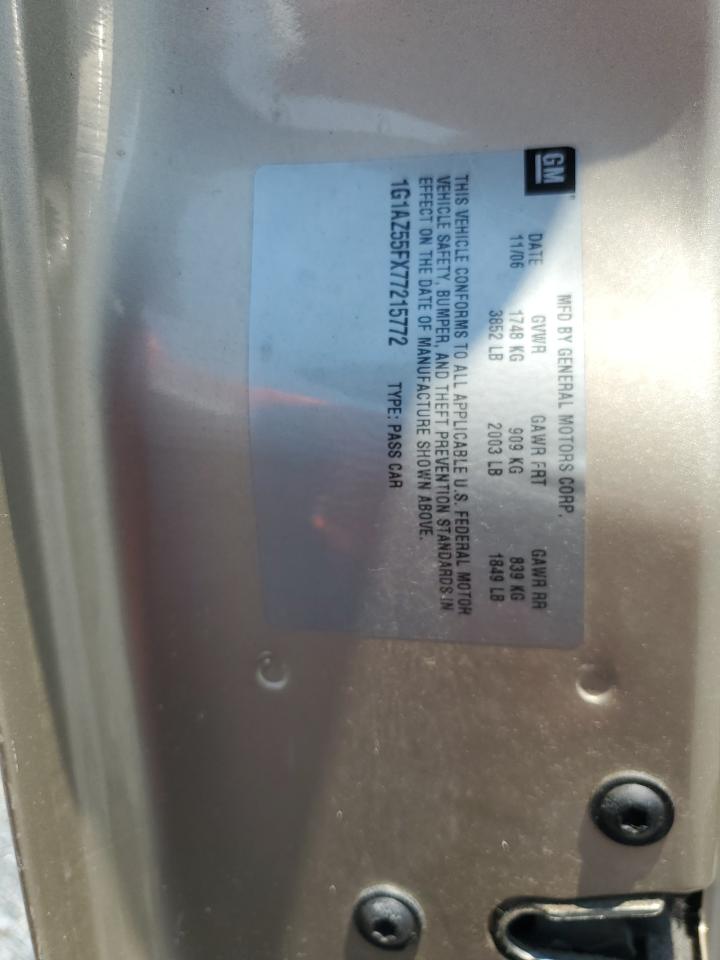 GM
MFD BY GENERAL MOTORS CORP.
DATE GVWR GAWR FRT GAWR RR
11/06 1748 KG 909 KG 839 KG
3852 LB 2003 LB 1849 LB
THIS VEHICLE CONFORMS TO ALL APPLICABLE U.S. FEDERAL MOTOR
VEHICLE SAFETY, BUMPER, AND THEFT PREVENTION STANDARDS IN
EFFECT ON THE DATE OF MANUFACTURE SHOWN ABOVE.
1G1AZ55FX77215772 TYPE: PASS CAR